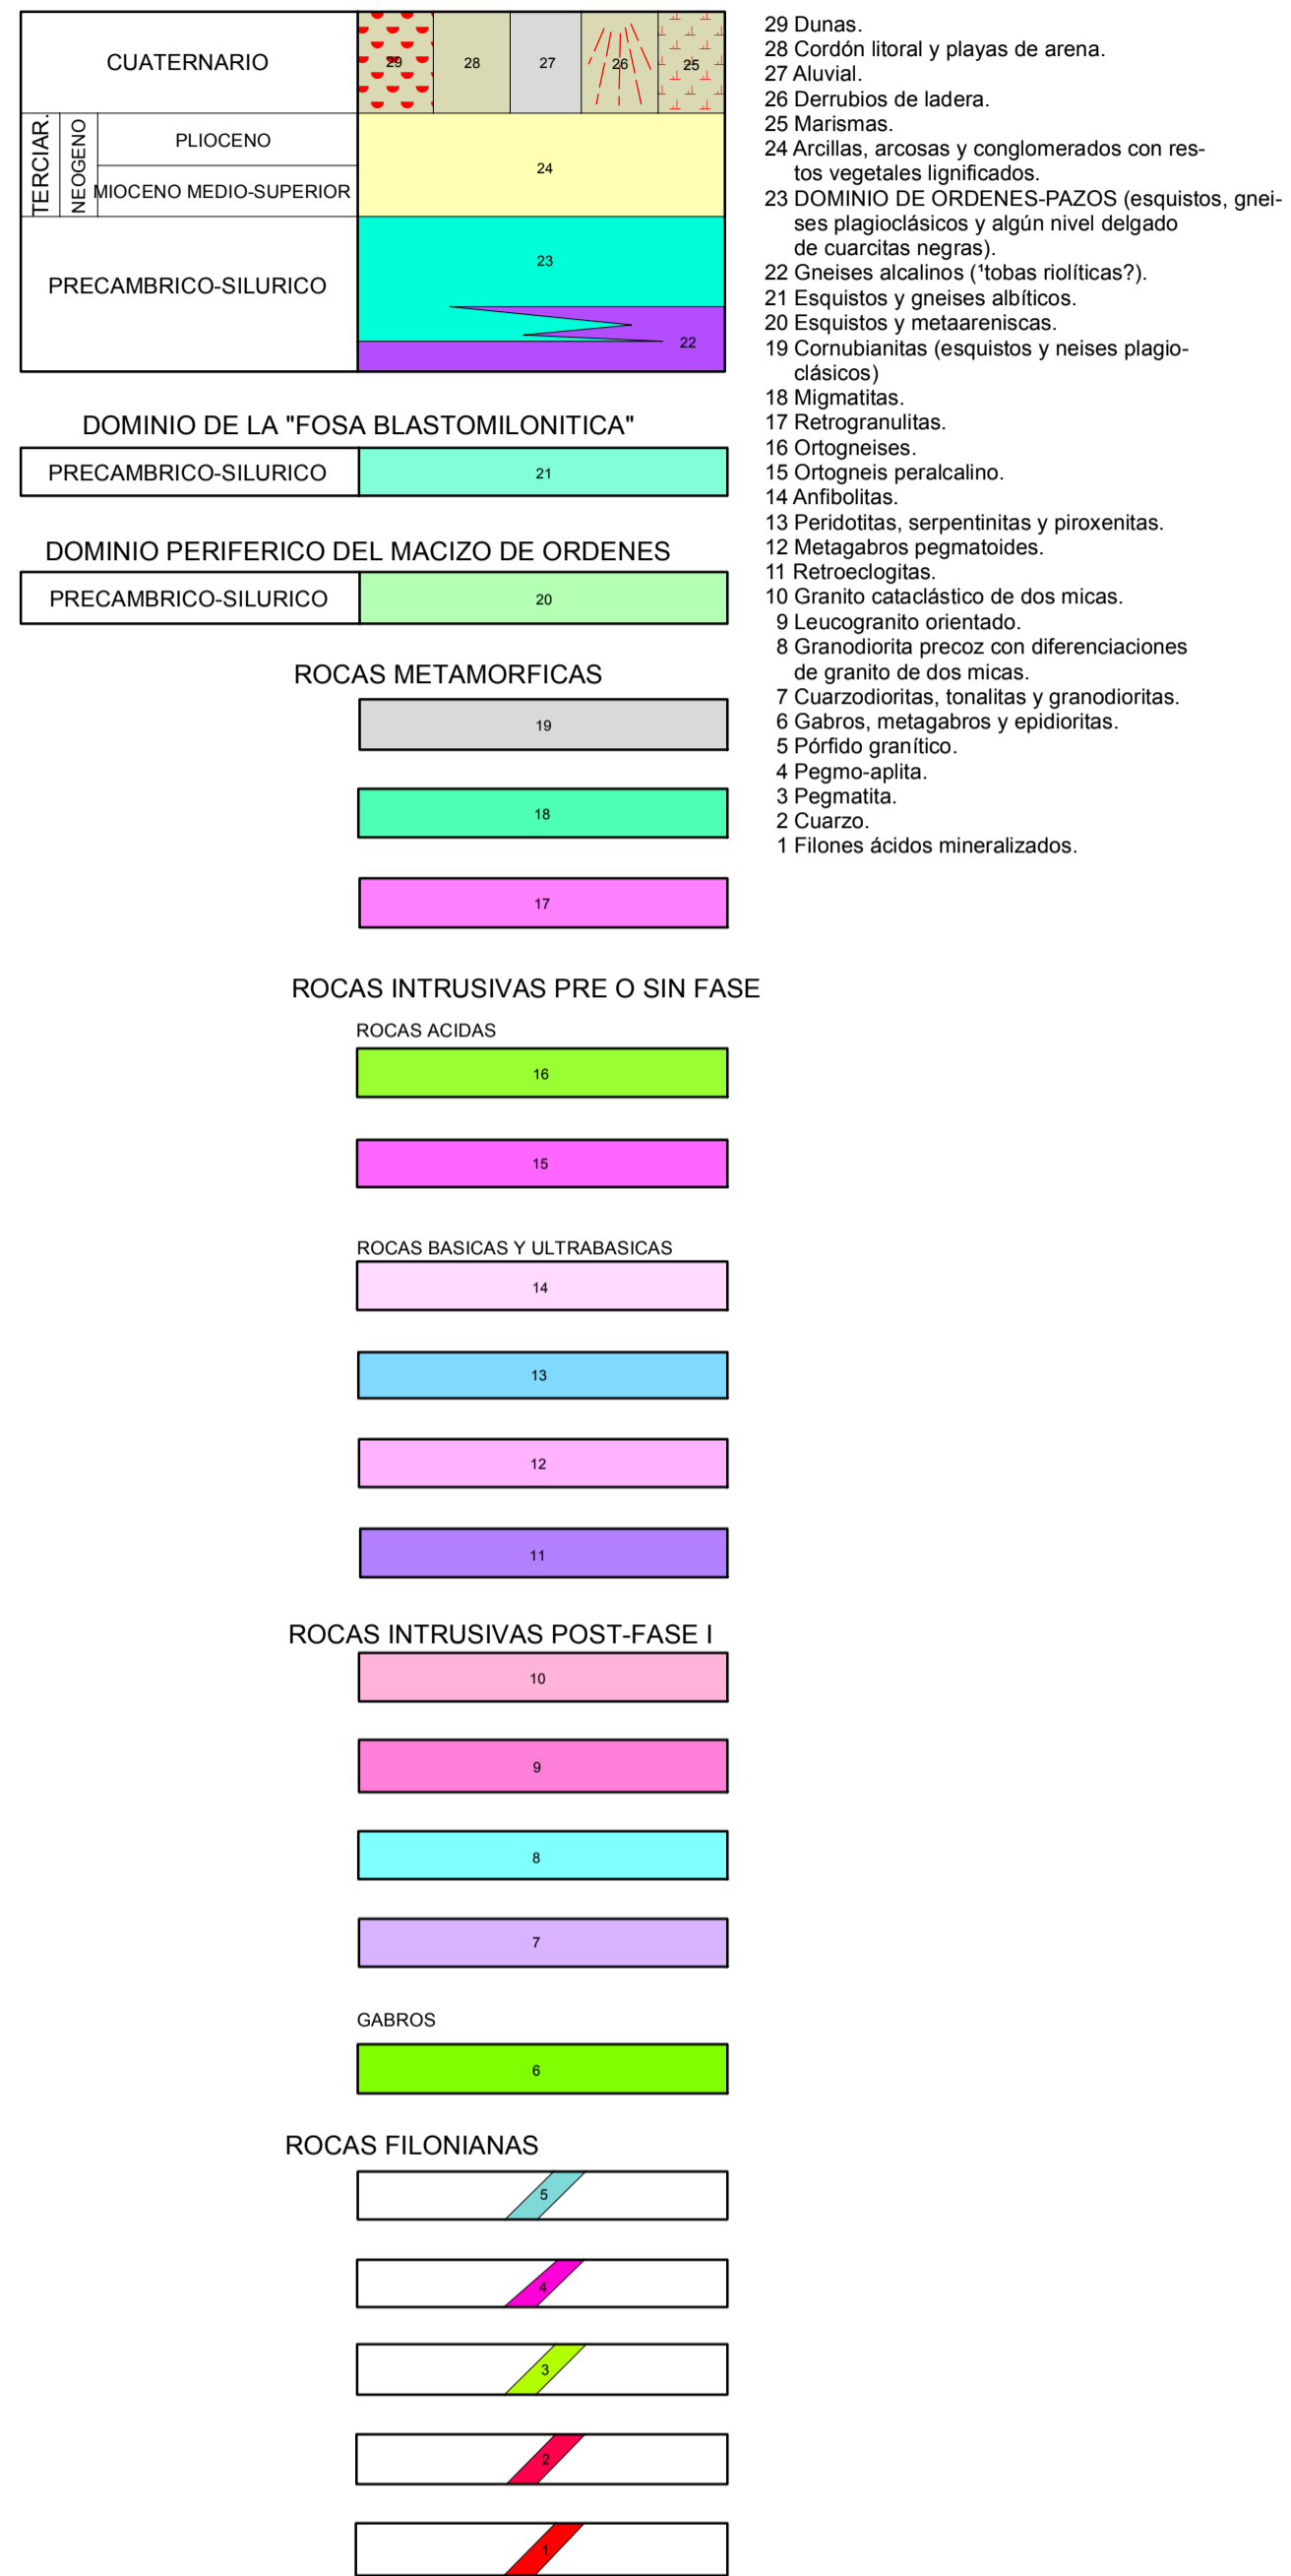 CUATERNARIO
29
28
27
26
25
TERCIAR.
NEOGENO
PLIOCENO
MIOCENO MEDIO-SUPERIOR
24
PRECAMBRICO-SILURICO
23
22
DOMINIO DE LA "FOSA BLASTOMILONITICA"
PRECAMBRICO-SILURICO
21
DOMINIO PERIFERICO DEL MACIZO DE ORDENES
PRECAMBRICO-SILURICO
20
ROCAS METAMORFICAS
19
18
17
ROCAS INTRUSIVAS PRE O SIN FASE
ROCAS ACIDAS
16
15
ROCAS BASICAS Y ULTRABASICAS
14
13
12
11
ROCAS INTRUSIVAS POST-FASE I
10
9
8
7
GABROS
6
ROCAS FILONIANAS
5
4
3
2
1
29 Dunas.
28 Cordón litoral y playas de arena.
27 Aluvial.
26 Derrubios de ladera.
25 Marismas.
24 Arcillas, arcosas y conglomerados con res-
tos vegetales lignificados.
23 DOMINIO DE ORDENES-PAZOS (esquistos, gnei-
ses plagioclásicos y algún nivel delgado
de cuarcitas negras).
22 Gneises alcalinos (¹tobas riolíticas?).
21 Esquistos y gneises albíticos.
20 Esquistos y metaareniscas.
19 Cornubianitas (esquistos y neises plagio-
clásicos)
18 Migmatitas.
17 Retrogranulitas.
16 Ortogneises.
15 Ortogneis peralcalino.
14 Anfibolitas.
13 Peridotitas, serpentinitas y piroxenitas.
12 Metagabros pegmatoides.
11 Retroeclogitas.
10 Granito cataclástico de dos micas.
9 Leucogranito orientado.
8 Granodiorita precoz con diferenciaciones
de granito de dos micas.
7 Cuarzodioritas, tonalitas y granodioritas.
6 Gabros, metagabros y epidioritas.
5 Pórfido granítico.
4 Pegmo-aplita.
3 Pegmatita.
2 Cuarzo.
1 Filones ácidos mineralizados.